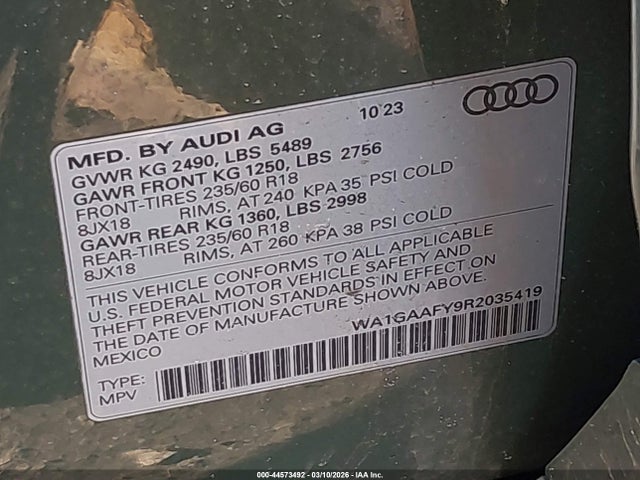 10 23
MFD. BY AUDI AG
GVWR KG 2490, LBS 5489
GAWR FRONT KG 1250, LBS 2756
FRONT-TIRES 235/60 R18
8JX18 RIMS, AT 240 KPA 35 PSI COLD
GAWR REAR KG 1360, LBS 2998
REAR-TIRES 235/60 R18
8JX18 RIMS, AT 260 KPA 38 PSI COLD
THIS VEHICLE CONFORMS TO ALL APPLICABLE
U.S. FEDERAL MOTOR VEHICLE SAFETY AND
THEFT PREVENTION STANDARDS IN EFFECT ON
THE DATE OF MANUFACTURE SHOWN ABOVE.
MEXICO
WA1GAAFY9R2035419
TYPE:
MPV
000-44573492 - 03/10/2026 - IAA Inc.